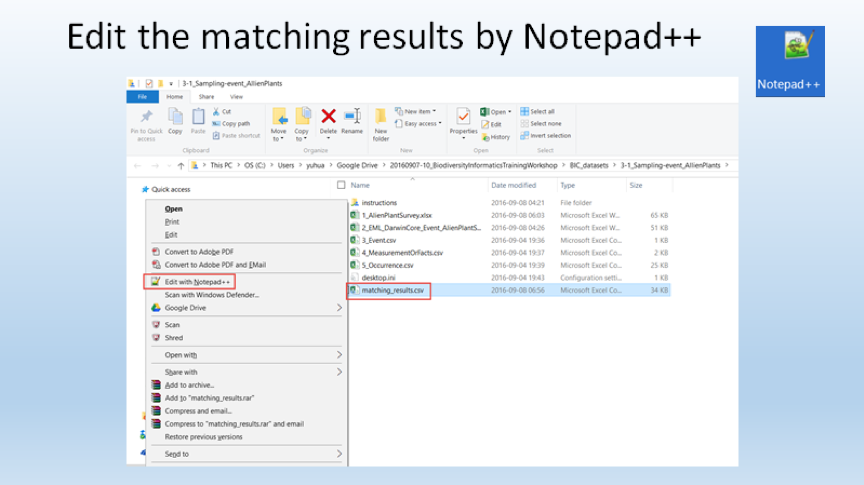 Edit the matching results by Notepad++
Notepad++
3-1_Sampling-event_AllienPlants
File Home Share View
Pin to Quick access
Copy
Paste
Cut
Copy path
Paste shortcut
Clipboard
Move to
Copy to
Delete
Rename
Organize
New folder
New item
Easy access
New
Properties
Open
Edit
History
Open
Select all
Select none
Invert selection
Select
This PC > OS (C:) > Users > yuhua > Google Drive > 20160907-10_BiodiversityInformaticsTrainingWorkshop > BIC_datasets > 3-1_Sampling-event_AllienPlants >
Quick access
Name Date modified Type Size
instructions 2016-09-08 04:21 File folder
1_AlienPlantSurvey.xlsx 2016-09-08 06:03 Microsoft Excel W... 65 KB
2_EML_DarwinCore_Event_AlienPlantS... 2016-09-08 04:26 Microsoft Excel W... 51 KB
3_Event.csv 2016-09-04 19:36 Microsoft Excel Co... 1 KB
4_MeasurementOrFacts.csv 2016-09-04 19:37 Microsoft Excel Co... 2 KB
5_Occurrence.csv 2016-09-04 19:39 Microsoft Excel Co... 25 KB
desktop.ini 2016-09-04 19:43 Configuration setti... 1 KB
matching_results.csv 2016-09-08 06:56 Microsoft Excel Co... 34 KB
Open
Print
Edit
Convert to Adobe PDF
Convert to Adobe PDF and EMail
Edit with Notepad++
Scan with Windows Defender...
Google Drive
Scan
Shred
Open with
Share with
Add to archive...
Add to "matching_results.rar"
Compress and email...
Compress to "matching_results.rar" and email
Restore previous versions
Send to